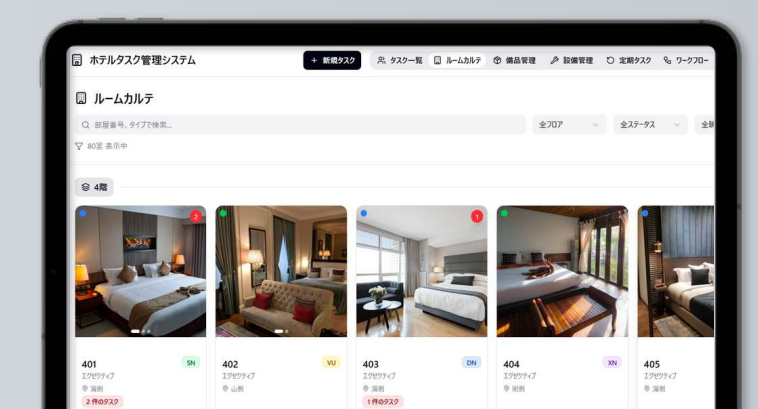 ホテルタスク管理システム
+ 新規タスク
タスク一覧
ルームカルテ
備品管理
設備管理
定期タスク
ワークフロー
ルームカルテ
部屋番号、タイプで検索...
全フロア
全ステータス
80室 表示中
4階
2
1
401 SN
エグゼクティブ
海側
2 件のタスク
402 VU
エグゼクティブ
山側
403 DN
エグゼクティブ
海側
1 件のタスク
404 XN
エグゼクティブ
街側
405
エグゼクティブ
海側